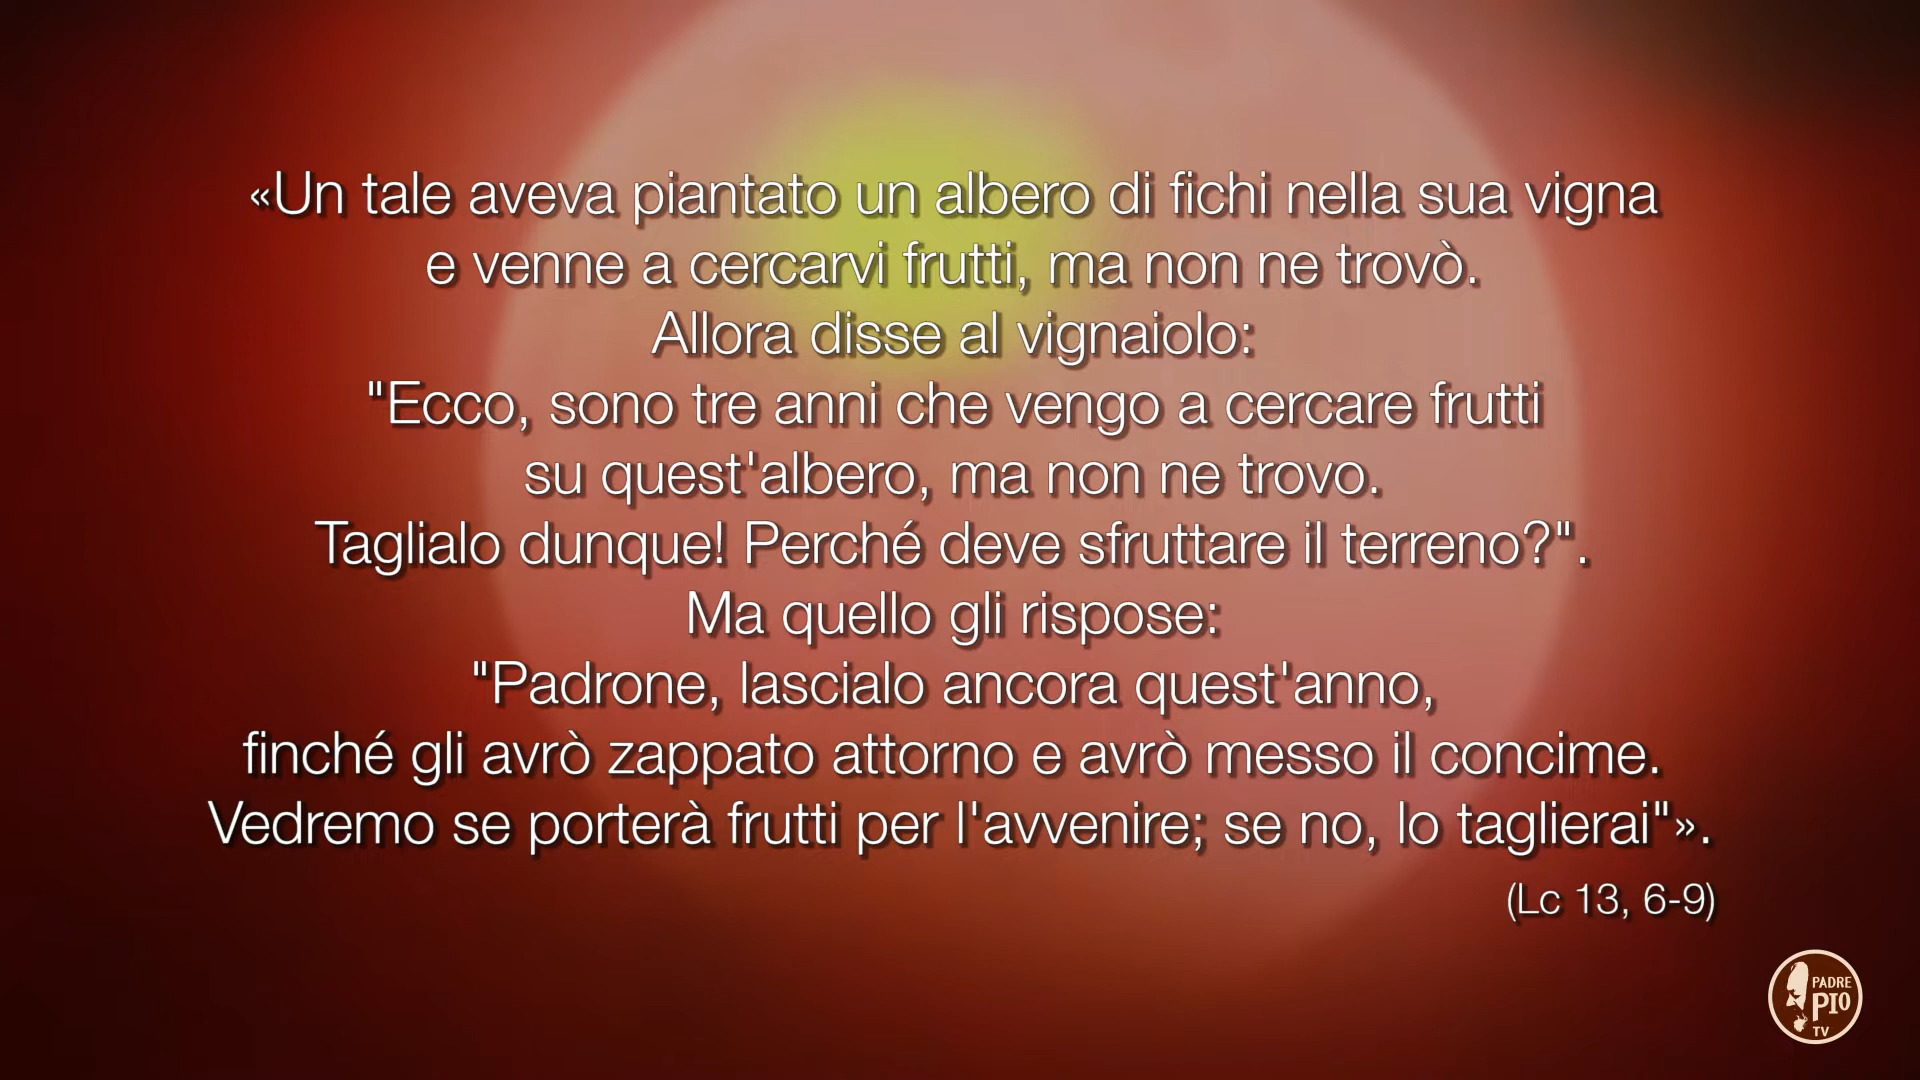 «Un tale aveva piantato un albero di fichi nella sua vigna
e venne a cercarvi frutti, ma non ne trovò.
Allora disse al vignaiolo:
"Ecco, sono tre anni che vengo a cercare frutti
su quest'albero, ma non ne trovo.
Taglialo dunque! Perché deve sfruttare il terreno?".
Ma quello gli rispose:
"Padrone, lascialo ancora quest'anno,
finché gli avrò zappato attorno e avrò messo il concime.
Vedremo se porterà frutti per l'avvenire; se no, lo taglierai"».
(Lc 13, 6-9)
PADRE
PIO
TV